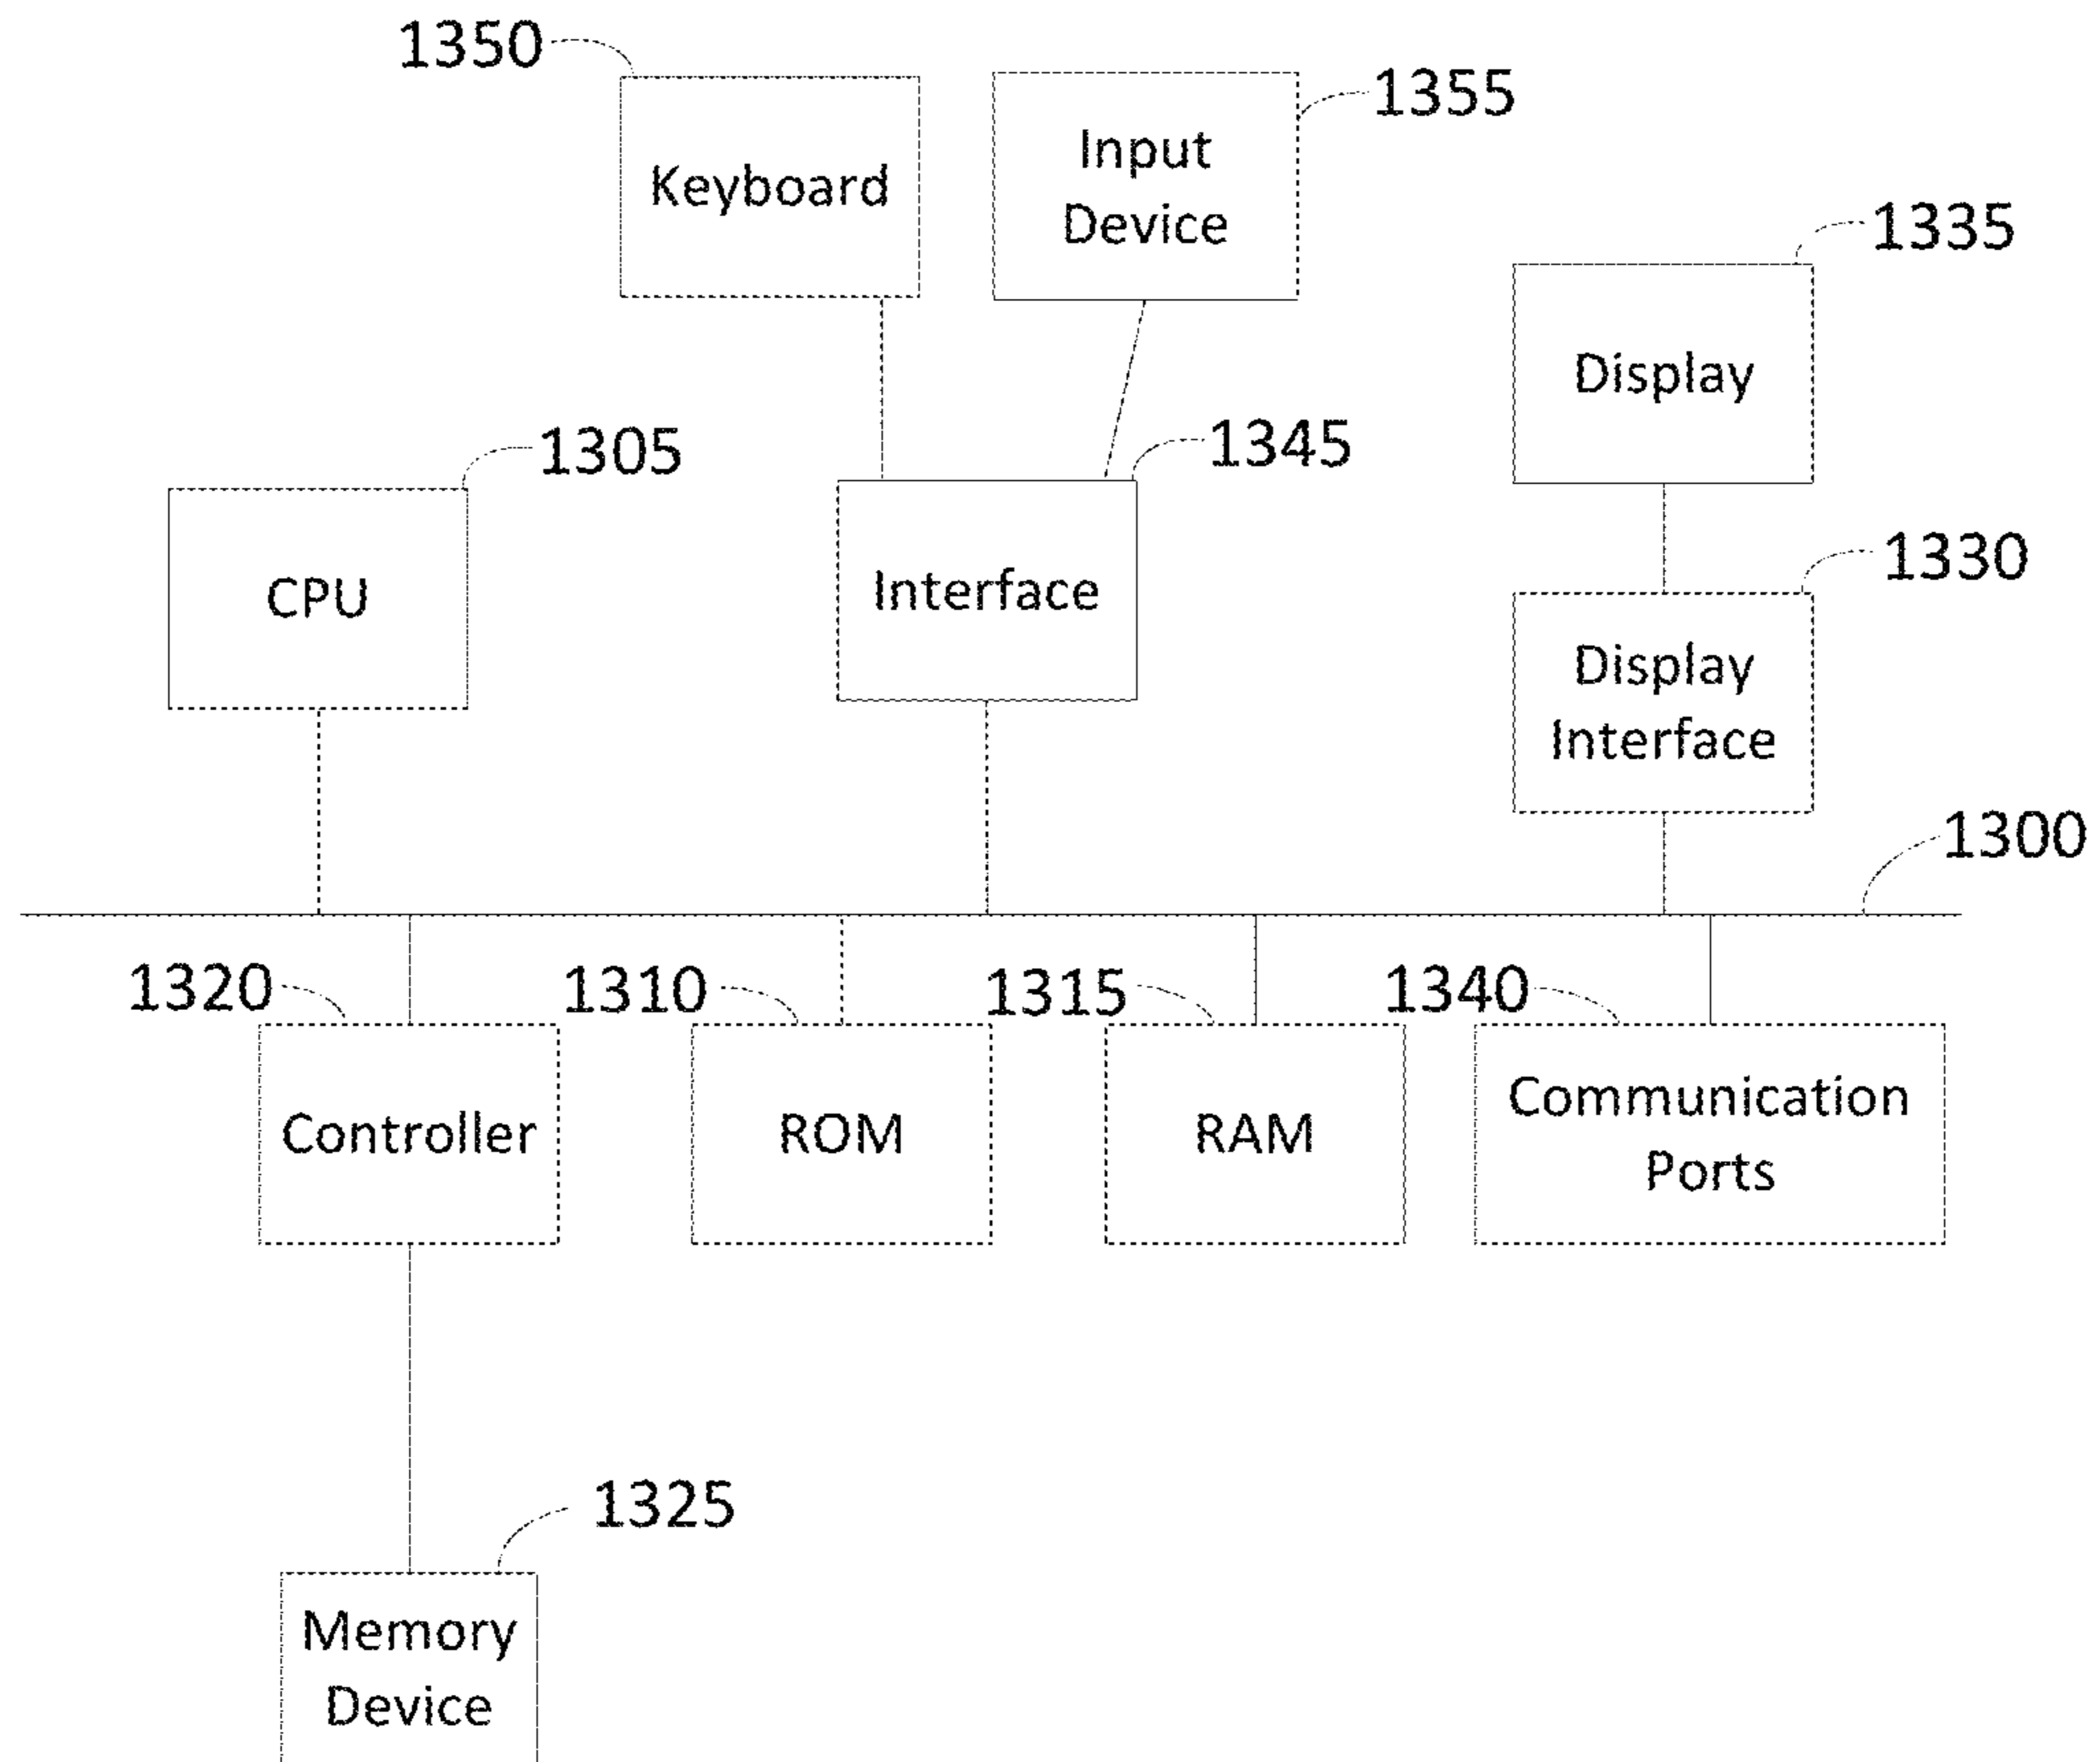 1350
1355
Keyboard
Input
Device
1335
Display
1305
1345
1330
CPU
Interface
Display
Interface
1300
1320
1310
1315
1340
Controller
ROM
RAM
Communication
Ports
1325
Memory
Device